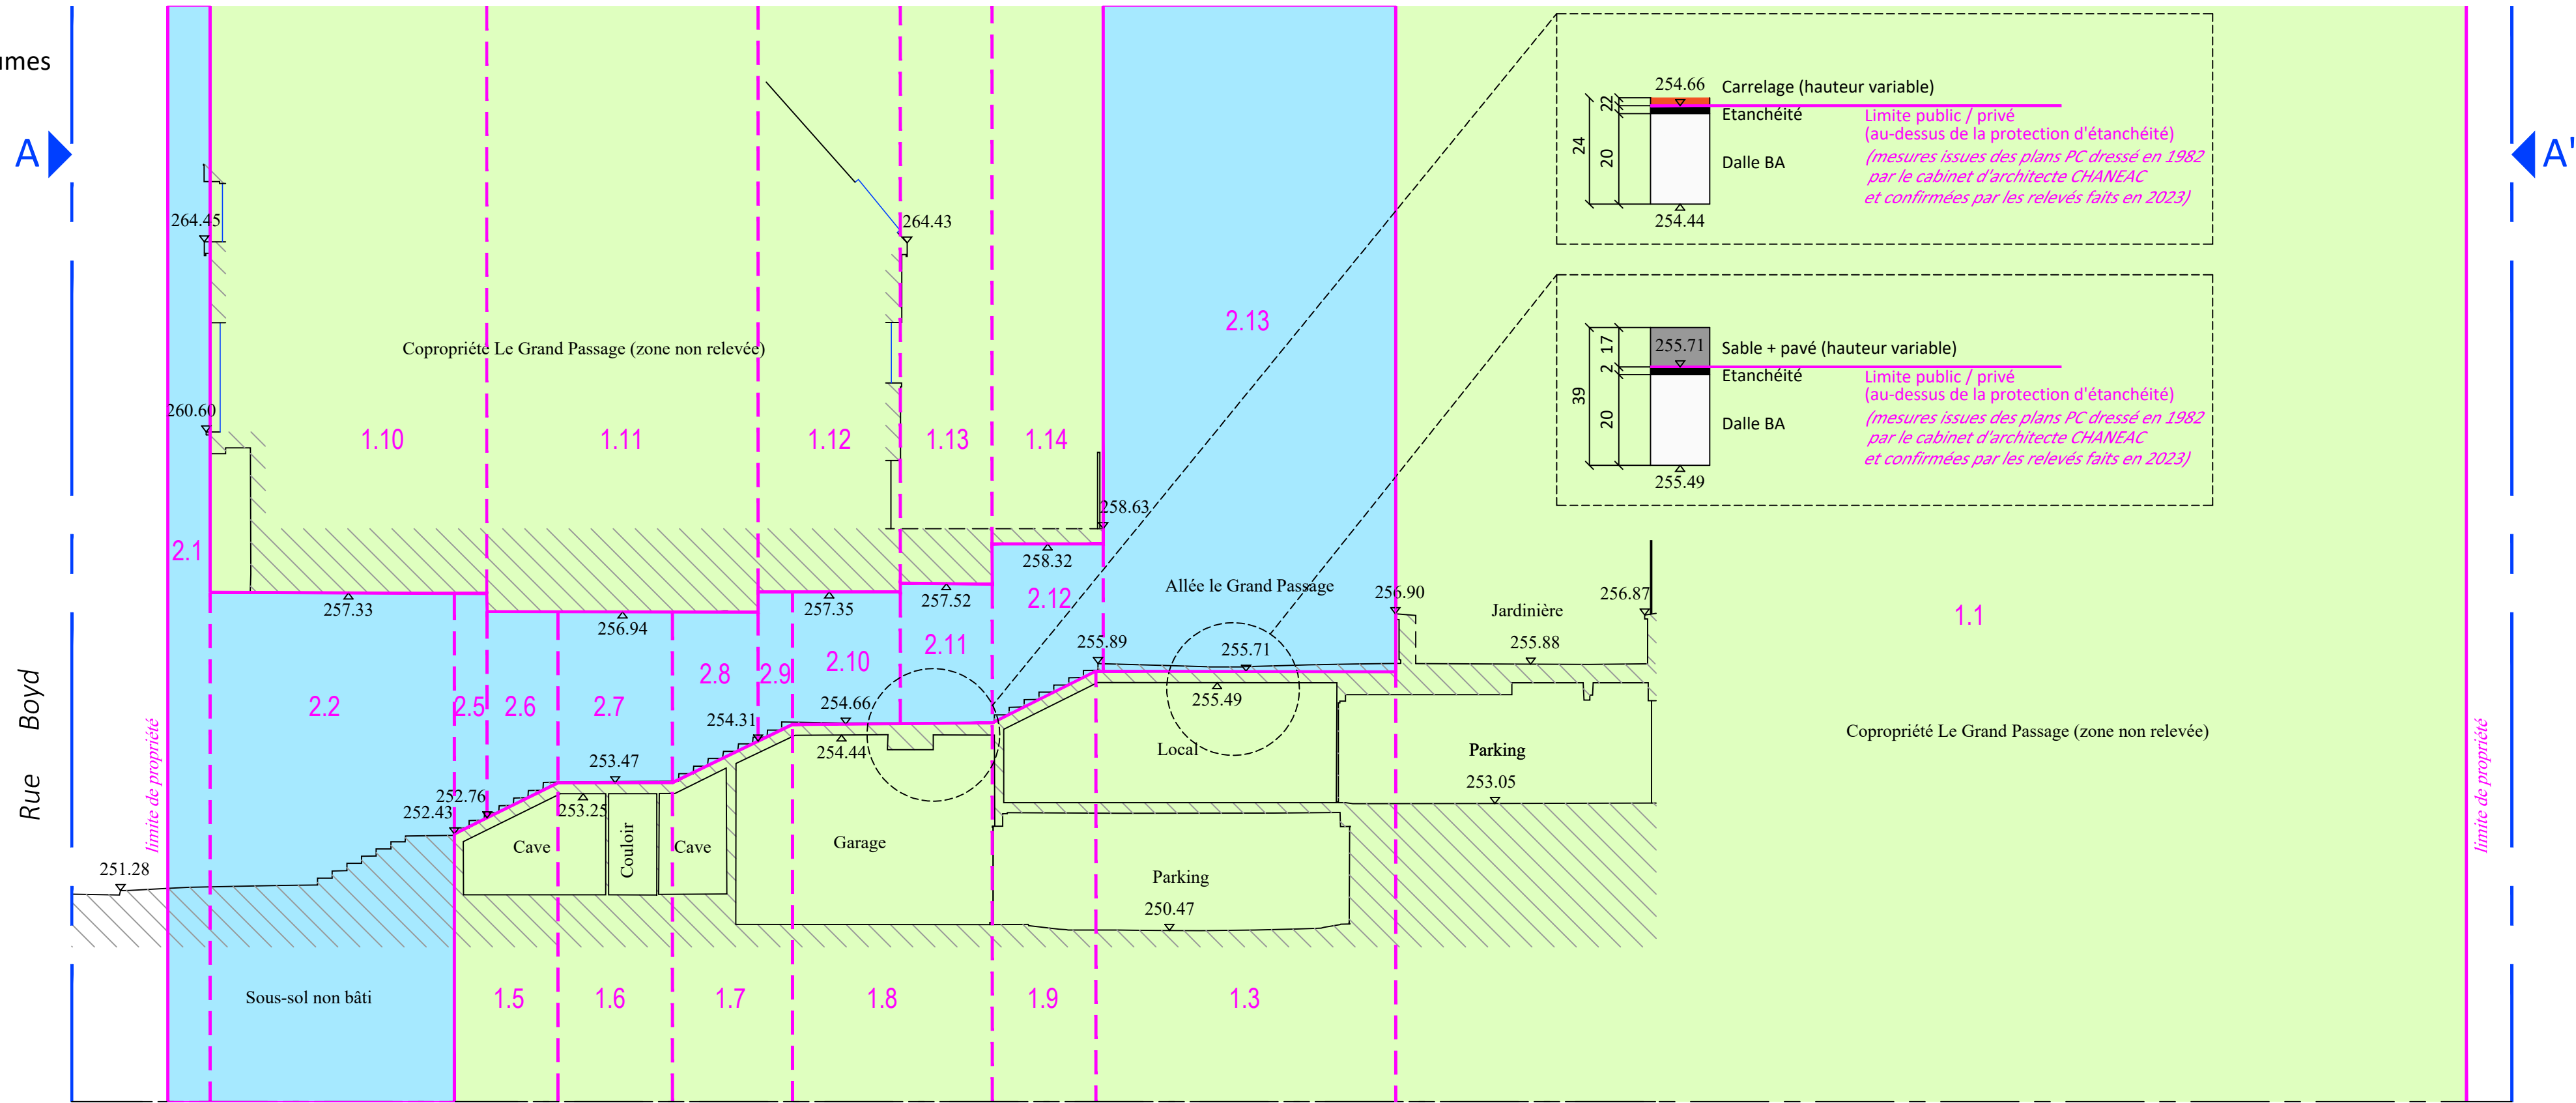 umes
A
A'
254.66
Carrelage (hauteur variable)
22
Etanchéité
Limite public / privé
(au-dessus de la protection d'étanchéité)
24
20
Dalle BA
(mesures issues des plans PC dressé en 1982
par le cabinet d'architecte CHANEAC
et confirmées par les relevés faits en 2023)
254.44
264.45
264.43
2.13
17
255.71
Sable + pavé (hauteur variable)
2
Etanchéité
Limite public / privé
(au-dessus de la protection d'étanchéité)
39
20
Dalle BA
(mesures issues des plans PC dressé en 1982
par le cabinet d'architecte CHANEAC
et confirmées par les relevés faits en 2023)
255.49
Copropriété Le Grand Passage (zone non relevée)
260.60
1.10
1.11
1.12
1.13
1.14
258.63
2.1
258.32
257.33
256.94
257.35
257.52
2.12
Allée le Grand Passage
256.90
Jardinière
256.87
1.1
2.2
2.5
2.6
2.7
2.8
2.9
2.10
2.11
255.89
255.71
255.88
254.31
254.66
254.44
255.49
Local
Parking
253.05
Copropriété Le Grand Passage (zone non relevée)
Rue Boyd
limite de propriété
limite de propriété
253.47
252.76
252.43
253.25
251.28
Cave
Couloir
Cave
Garage
Parking
250.47
Sous-sol non bâti
1.5
1.6
1.7
1.8
1.9
1.3